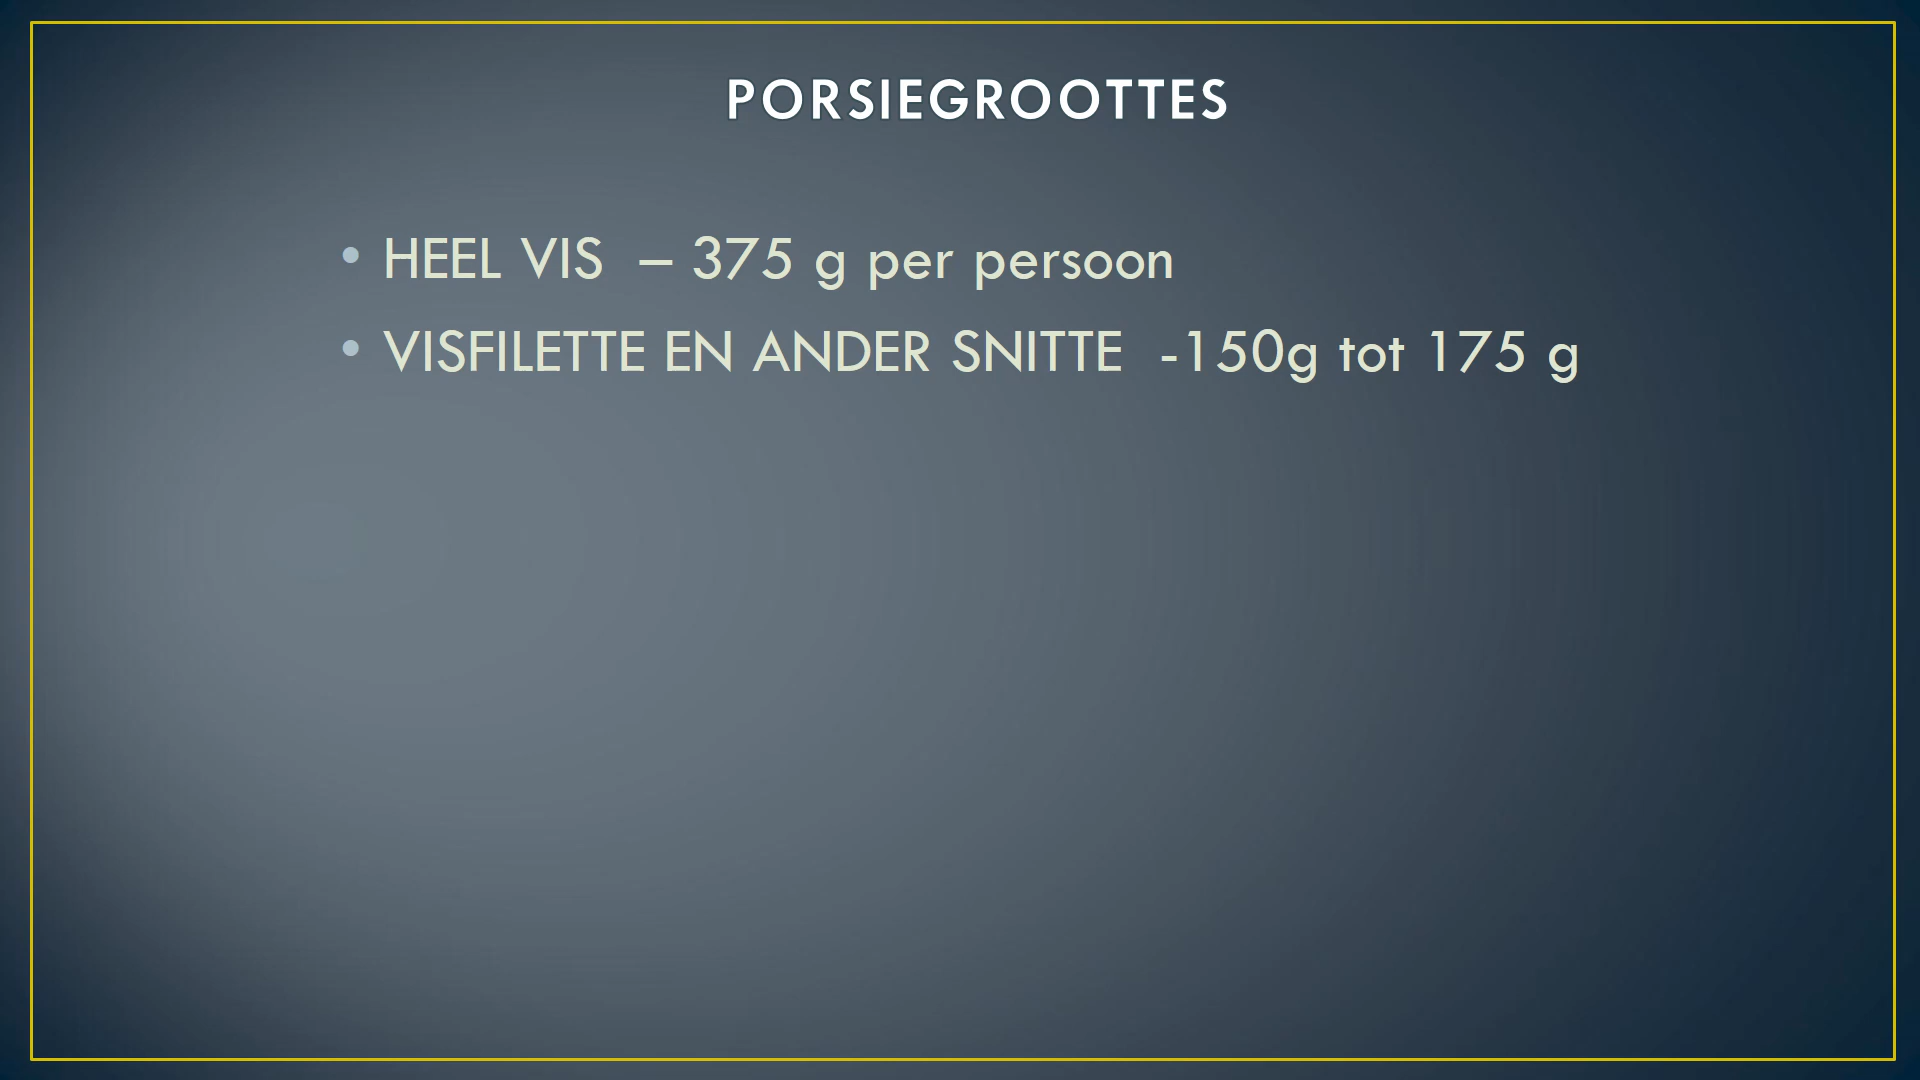 PORSIEGROOTTES
• HEEL VIS – 375 g per persoon
• VISFILETTE EN ANDER SNITTE -150g tot 175 g